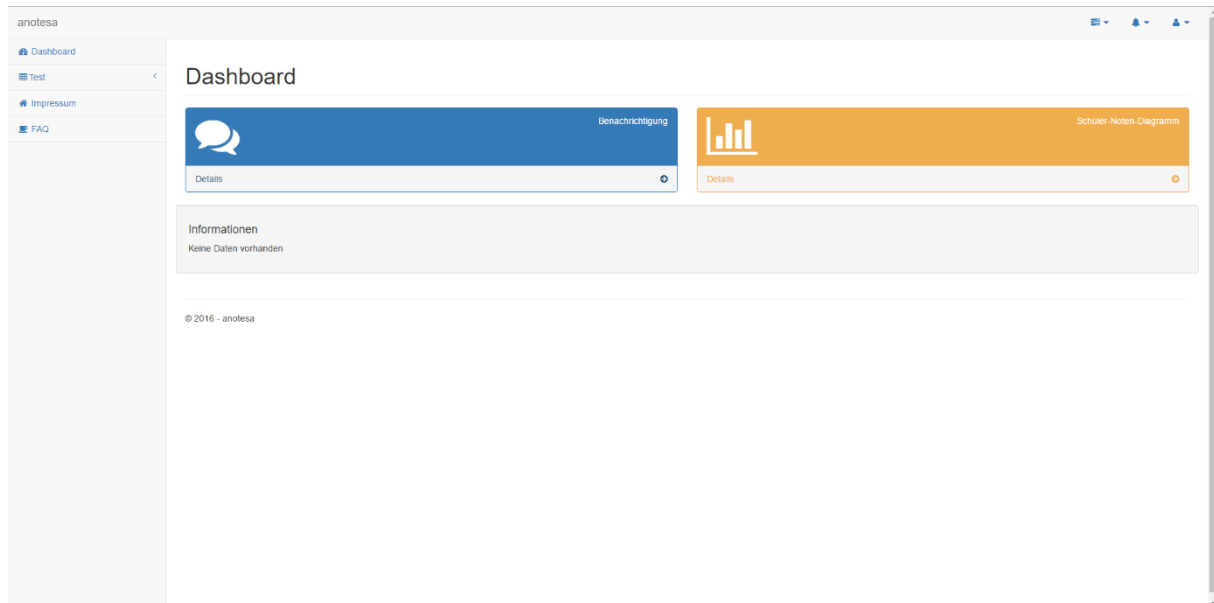 anotesa
Dashboard
Test
Impressum
FAQ
Dashboard
Benachrichtigung
Details
Schüler-Noten-Diagramm
Details
Informationen
Keine Daten vorhanden
© 2016 - anotesa